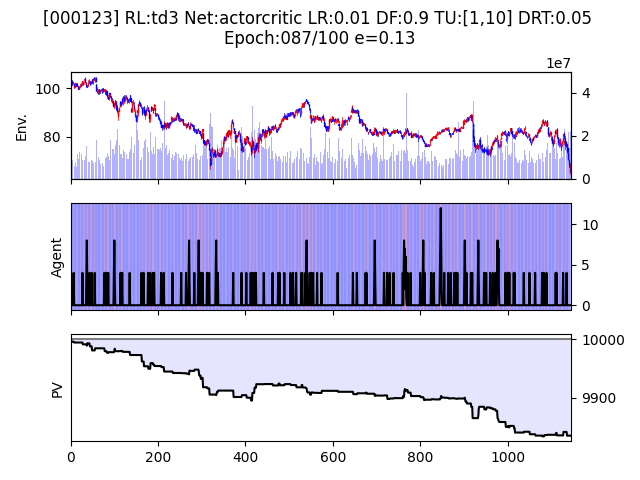 [000123] RL:td3 Net:actorcritic LR:0.01 DF:0.9 TU:[1,10] DRT:0.05
Epoch:087/100 e=0.13
1e7
Env.
100
80
4
2
0
Agent
10
5
0
PV
10000
9900
0 200 400 600 800 1000